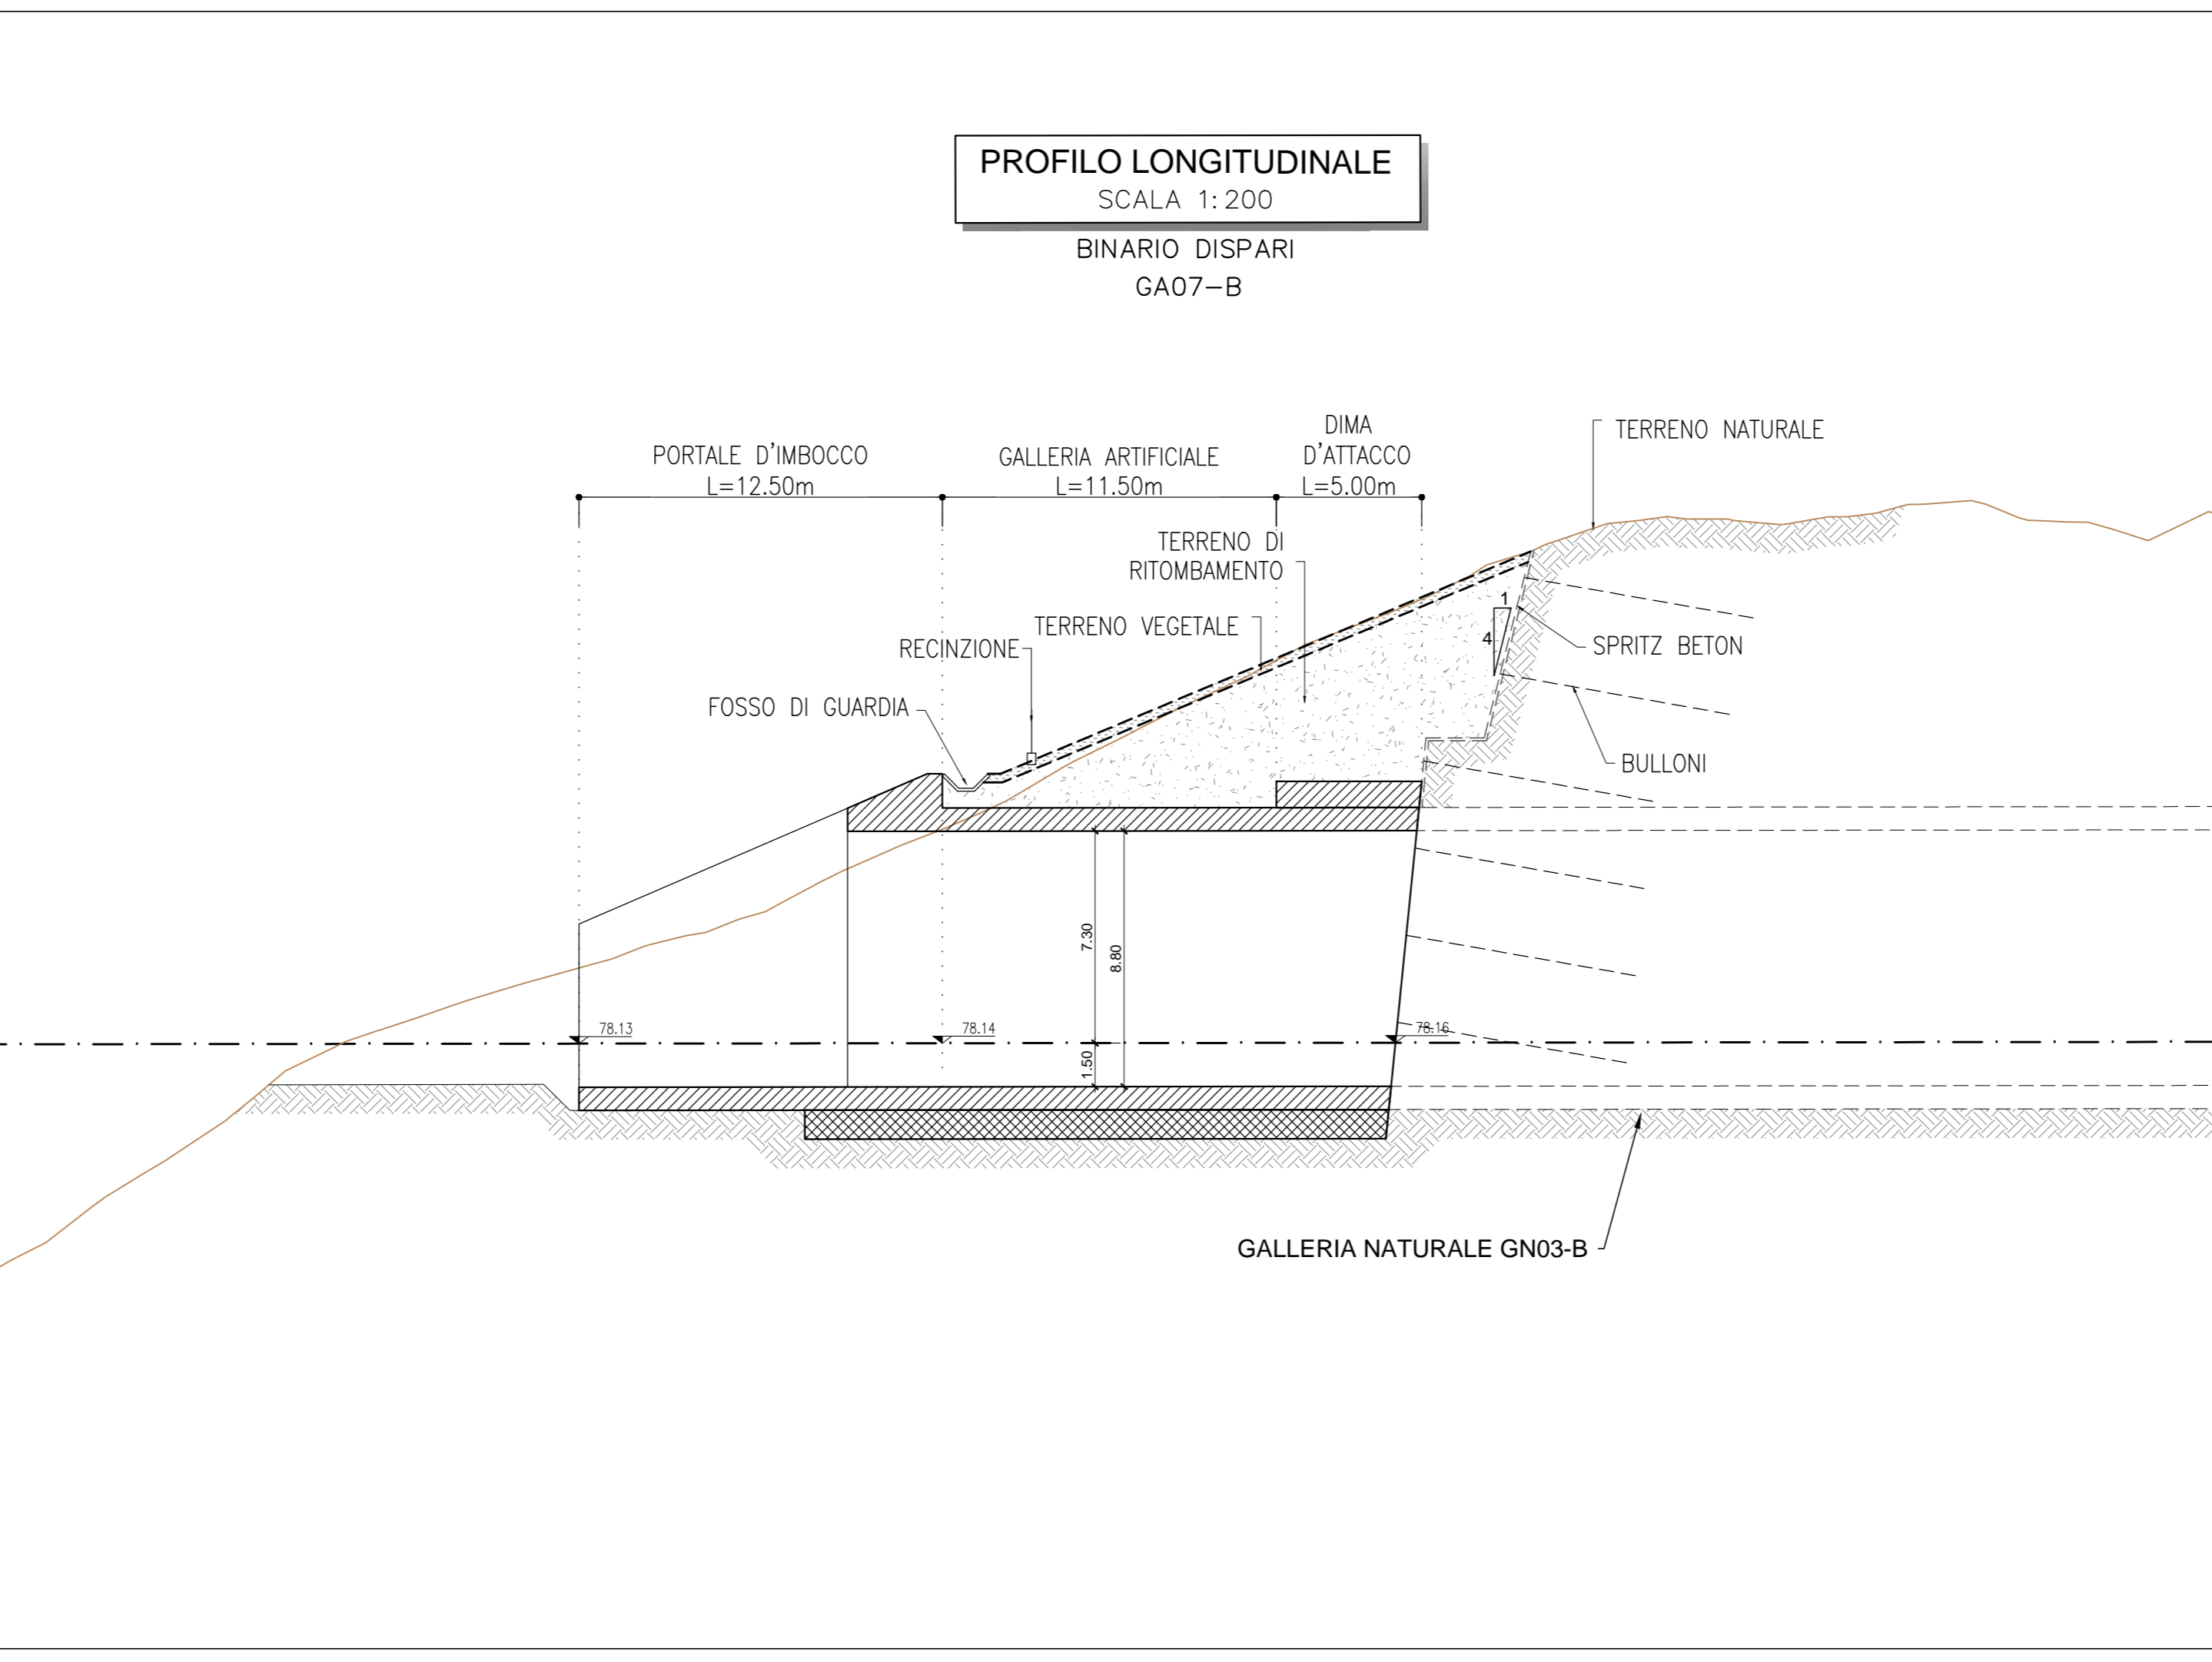 PROFILO LONGITUDINALE
SCALA 1:200
BINARIO DISPARI
GA07-B
PORTALE D'IMBOCCO
L=12.50m
GALLERIA ARTIFICIALE
L=11.50m
DIMA
D'ATTACCO
L=5.00m
TERRENO NATURALE
TERRENO DI
RITOMBAMENTO
TERRENO VEGETALE
RECINZIONE
FOSSO DI GUARDIA
1
4
SPRITZ BETON
BULLONI
7.30
8.80
1.50
78.13
78.14
78.16
GALLERIA NATURALE GN03-B